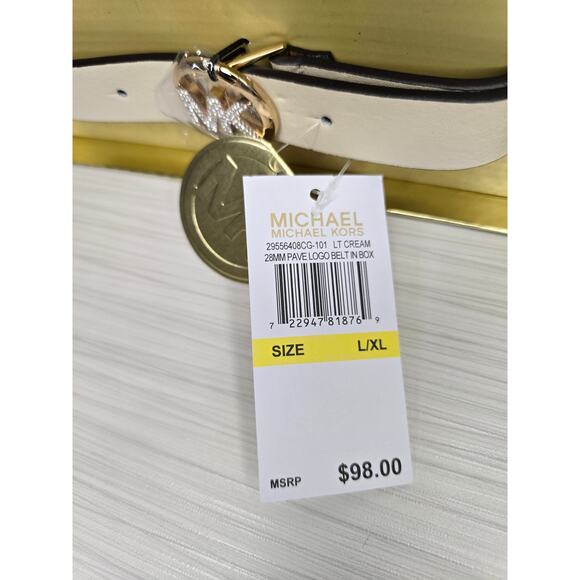 MK
MICHAEL
MICHAEL KORS
29556408CG-101 LT CREAM
28MM PAVE LOGO BELT IN BOX
7 22947 81876 9
SIZE L/XL
MSRP $98.00